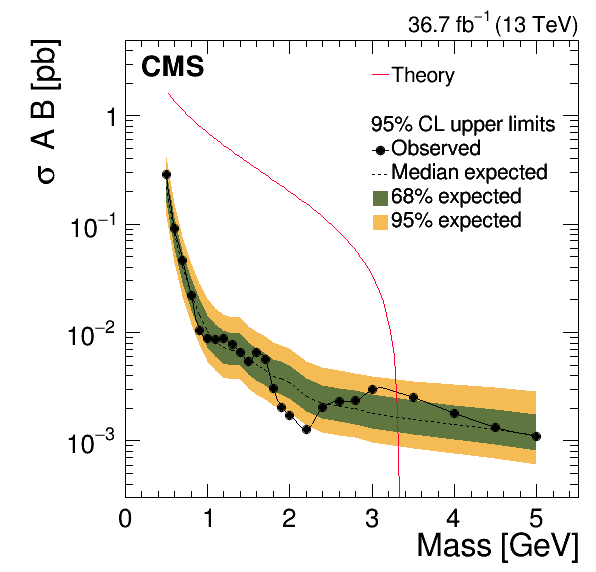 36.7 fb⁻¹ (13 TeV)
CMS
Theory
95% CL upper limits
Observed
Median expected
68% expected
95% expected
σ A B [pb]
1
10⁻¹
10⁻²
10⁻³
0 1 2 3 4 5
Mass [GeV]